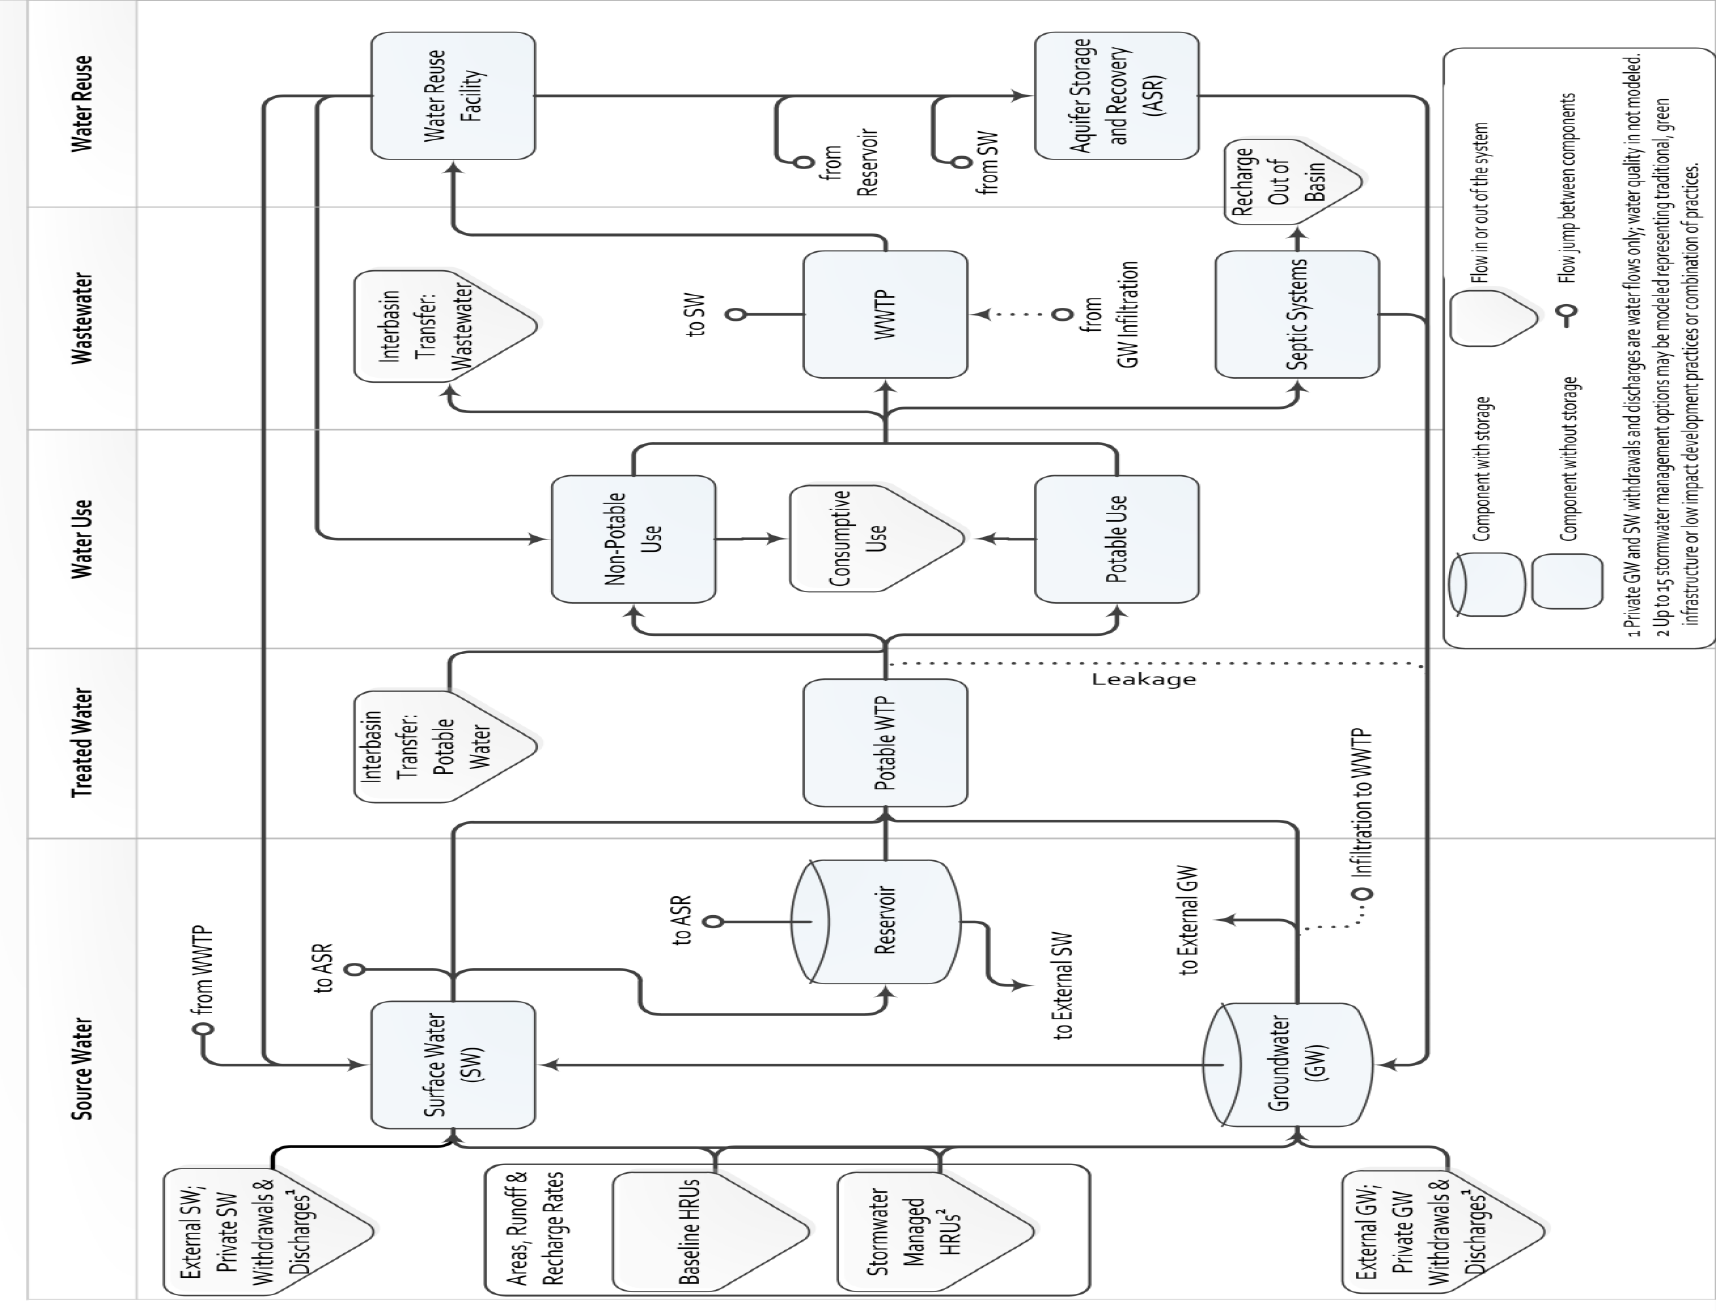 Source Water
Treated Water
Water Use
Wastewater
Water Reuse
External SW;
Private SW
Withdrawals &
Discharges¹
Areas, Runoff &
Recharge Rates
Baseline HRUs
Stormwater
Managed
HRUs²
External GW;
Private GW
Withdrawals &
Discharges¹
from WWTP
to ASR
Surface Water
(SW)
to ASR
Reservoir
to External SW
to External GW
Groundwater
(GW)
Infiltration to WWTP
Interbasin
Transfer:
Potable
Water
Potable WTP
Leakage
Non-Potable
Use
Consumptive
Use
Potable Use
Interbasin
Transfer:
Wastewater
to SW
WWTP
from
GW Infiltration
Septic Systems
Recharge
Out of
Basin
Water Reuse
Facility
from
Reservoir
from SW
Aquifer Storage
and Recovery
(ASR)
Component with storage
Flow in or out of the system
Component without storage
Flow jump between components
1 Private GW and SW withdrawals and discharges are water flows only; water quality in not modeled.
2 Up to 15 stormwater management options may be modeled representing traditional, green
infrastructure or low impact development practices or combination of practices.